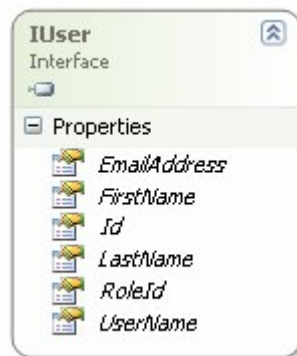 IUser
Interface
Properties
EmailAddress
FirstName
Id
LastName
RoleId
UserName